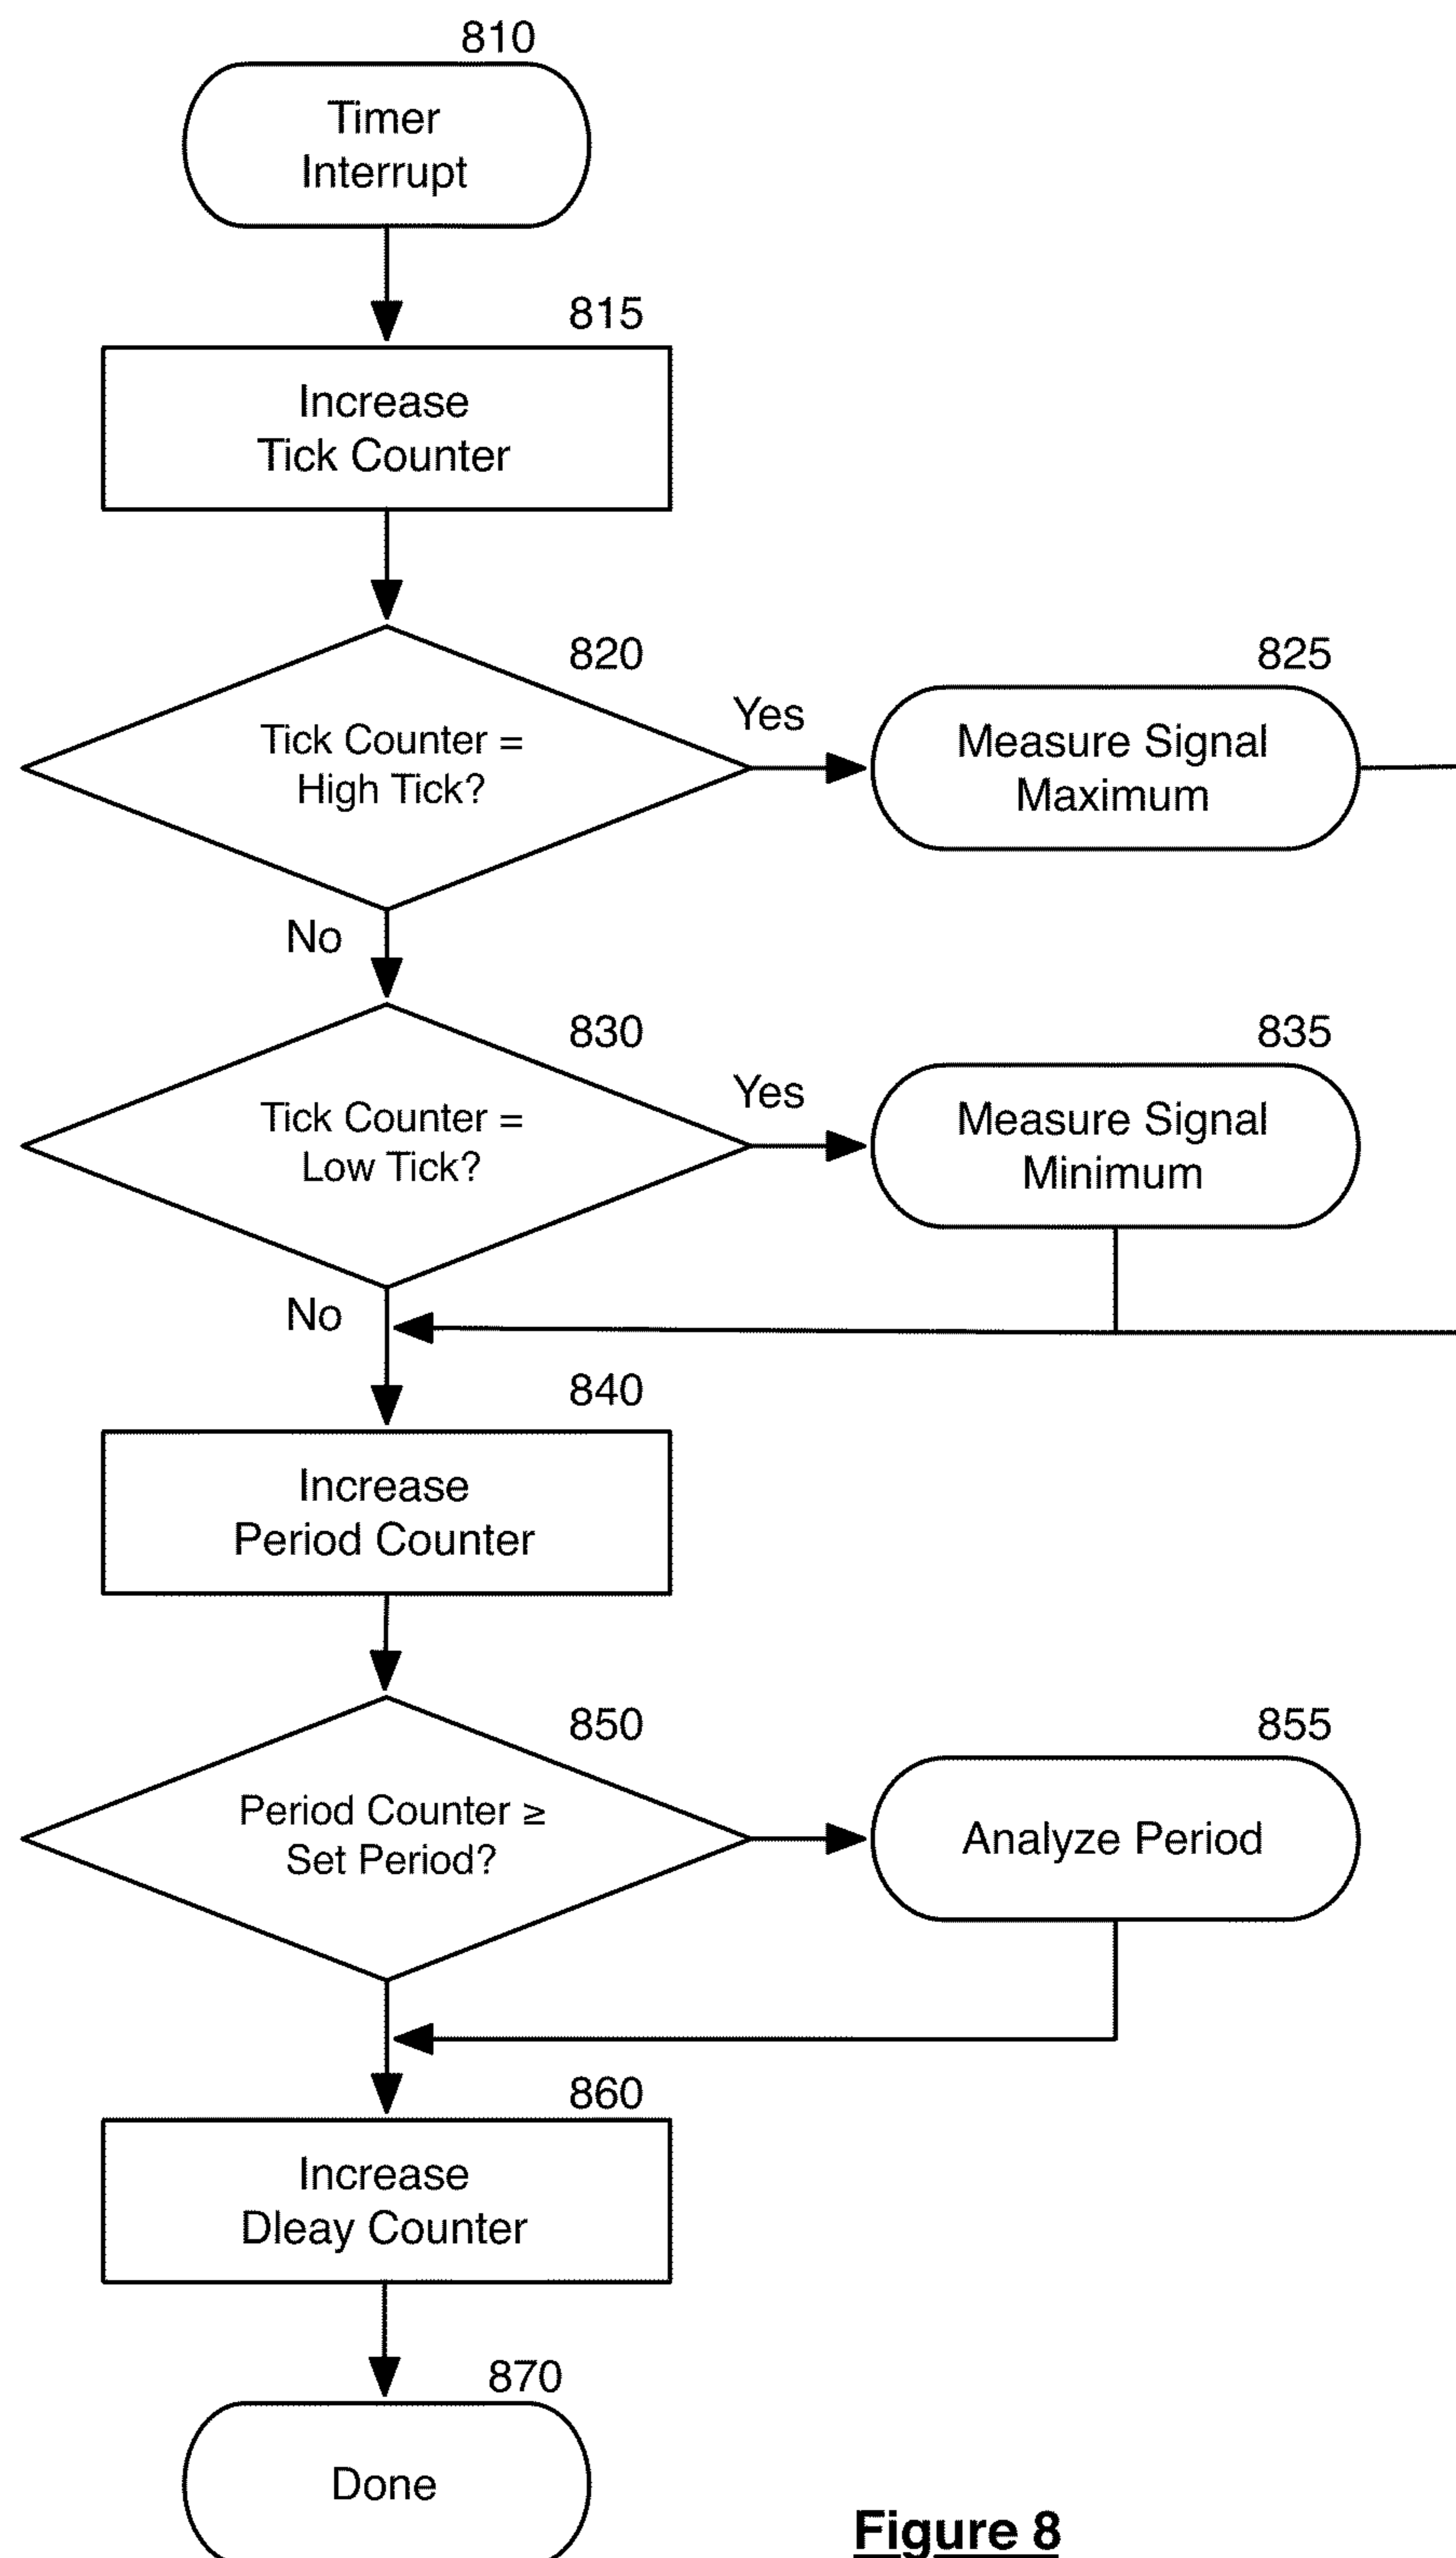 810
Timer
Interrupt
815
Increase
Tick Counter
820
Tick Counter =
High Tick?
Yes
825
Measure Signal
Maximum
No
830
Tick Counter =
Low Tick?
Yes
835
Measure Signal
Minimum
No
840
Increase
Period Counter
850
Period Counter ≥
Set Period?
855
Analyze Period
860
Increase
Dleay Counter
870
Done
Figure 8